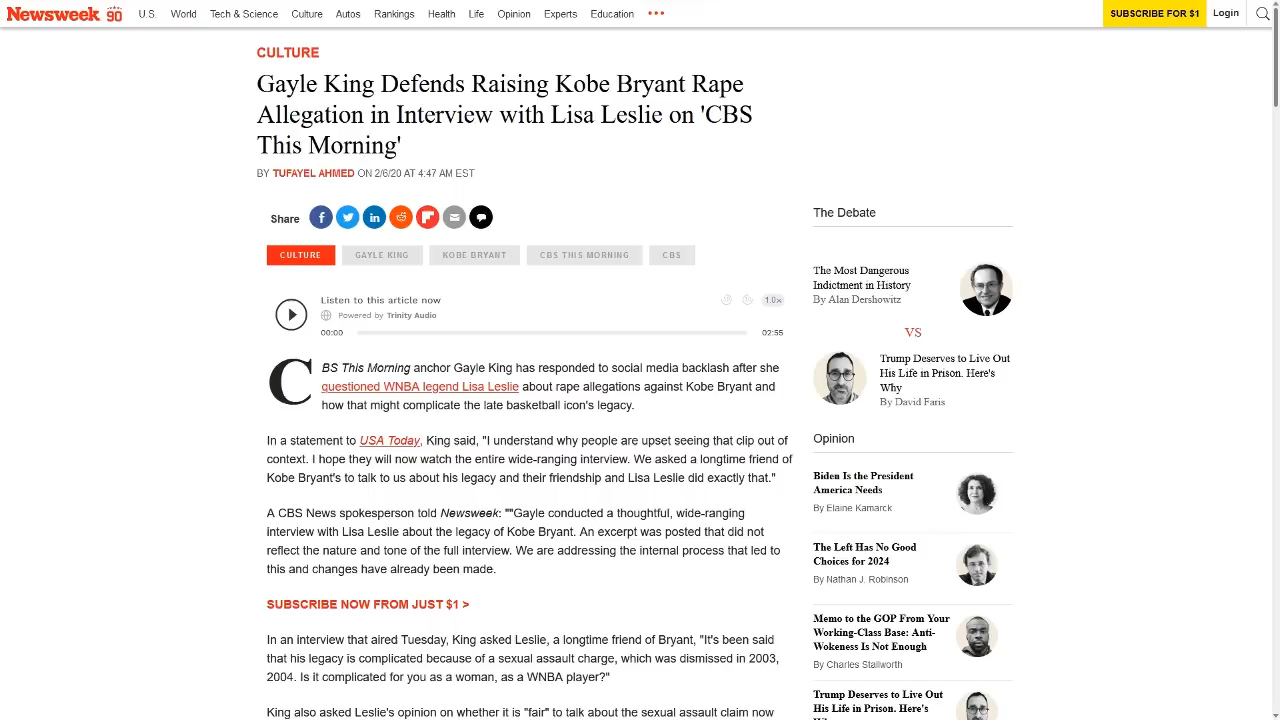 Newsweek 90
U.S. World Tech & Science Culture Autos Rankings Health Life Opinion Experts Education
SUBSCRIBE FOR $1 Login
CULTURE
Gayle King Defends Raising Kobe Bryant Rape
Allegation in Interview with Lisa Leslie on 'CBS
This Morning'
BY TUFAYEL AHMED ON 2/6/20 AT 4:47 AM EST
Share
CULTURE GAYLE KING KOBE BRYANT CBS THIS MORNING CBS
Listen to this article now
1.0x
Powered by Trinity Audio
00:00 02:55
CBS This Morning anchor Gayle King has responded to social media backlash after she
questioned WNBA legend Lisa Leslie about rape allegations against Kobe Bryant and
how that might complicate the late basketball icon's legacy.
In a statement to USA Today, King said, "I understand why people are upset seeing that clip out of
context. I hope they will now watch the entire wide-ranging interview. We asked a longtime friend of
Kobe Bryant's to talk to us about his legacy and their friendship and Lisa Leslie did exactly that."
A CBS News spokesperson told Newsweek: ""Gayle conducted a thoughtful, wide-ranging
interview with Lisa Leslie about the legacy of Kobe Bryant. An excerpt was posted that did not
reflect the nature and tone of the full interview. We are addressing the internal process that led to
this and changes have already been made.
SUBSCRIBE NOW FROM JUST $1 >
In an interview that aired Tuesday, King asked Leslie, a longtime friend of Bryant, "It's been said
that his legacy is complicated because of a sexual assault charge, which was dismissed in 2003,
2004. Is it complicated for you as a woman, as a WNBA player?"
King also asked Leslie's opinion on whether it is "fair" to talk about the sexual assault claim now
The Debate
The Most Dangerous
Indictment in History
By Alan Dershowitz
VS
Trump Deserves to Live Out
His Life in Prison. Here's
Why
By David Faris
Opinion
Biden Is the President
America Needs
By Elaine Kamarck
The Left Has No Good
Choices for 2024
By Nathan J. Robinson
Memo to the GOP From Your
Working-Class Base: Anti-
Wokeness Is Not Enough
By Charles Stallworth
Trump Deserves to Live Out
His Life in Prison. Here's